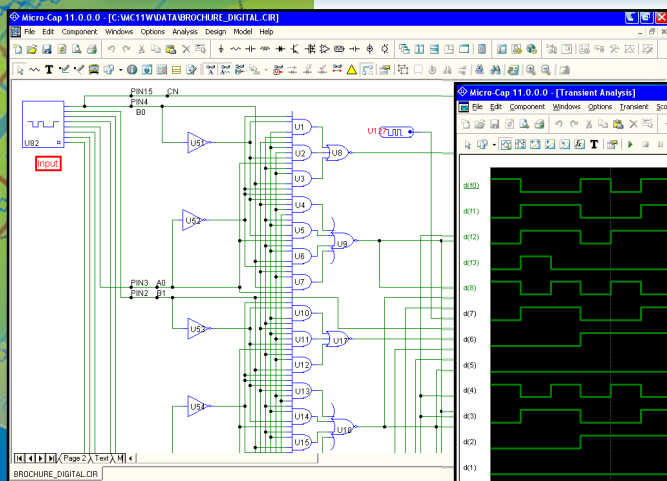 Micro-Cap 11.0.0.0 - [C:\MC11W\DATA\BROCHURE_DIGITAL.CIR]
File Edit Component Windows Options Analysis Design Model Help
PIN15 CN
PIN4
B0
U82
Input
U51
U1
U2
U8
U3
U127
U4
U52
U5
U9
U6
U7
PIN3 A0
PIN2 B1
U10
U53
U11
U17
U12
U13
U54
U14
U18
U15
Page 2 Text M
BROCHURE_DIGITAL.CIR
Micro-Cap 11.0.0.0 - [Transient Analysis]
File Edit Component Windows Options Transient Sco
d(10)
d(11)
d(12)
d(13)
d(8)
d(7)
d(6)
d(5)
d(4)
d(3)
d(2)
d(1)